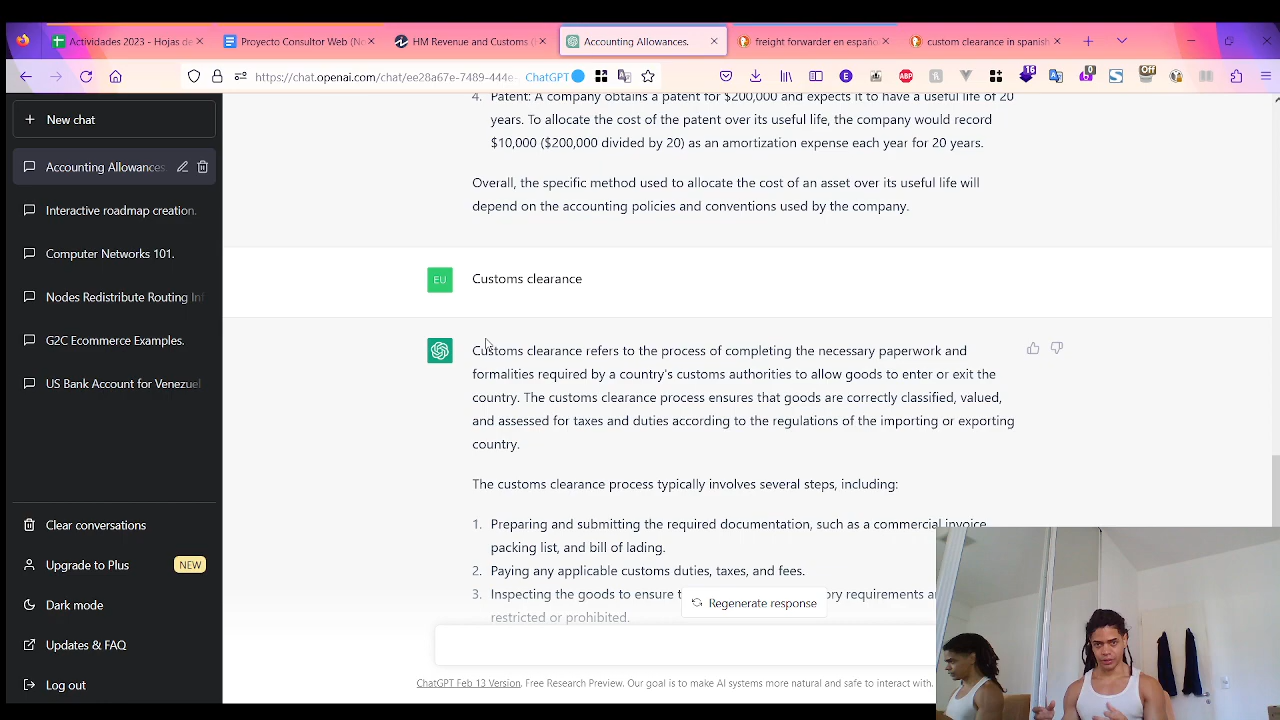 Actividades 2023 - Hojas de
Proyecto Consultor Web (No
HM Revenue and Customs (
Accounting Allowances.
freight forwarder en español
custom clearance in spanish
https://chat.openai.com/chat/ee28a67e-7489-444e-
ChatGPT
E
ABP
16
0
S
Off
New chat
Accounting Allowances.
Interactive roadmap creation.
Computer Networks 101.
Nodes Redistribute Routing Inf
G2C Ecommerce Examples.
US Bank Account for Venezuel
Clear conversations
Upgrade to Plus
NEW
Dark mode
Updates & FAQ
Log out
4. Patent: A company obtains a patent for $200,000 and expects it to have a useful life of 20
years. To allocate the cost of the patent over its useful life, the company would record
$10,000 ($200,000 divided by 20) as an amortization expense each year for 20 years.
Overall, the specific method used to allocate the cost of an asset over its useful life will
depend on the accounting policies and conventions used by the company.
EU
Customs clearance
Customs clearance refers to the process of completing the necessary paperwork and
formalities required by a country's customs authorities to allow goods to enter or exit the
country. The customs clearance process ensures that goods are correctly classified, valued,
and assessed for taxes and duties according to the regulations of the importing or exporting
country.
The customs clearance process typically involves several steps, including:
1. Preparing and submitting the required documentation, such as a commercial invoice,
packing list, and bill of lading.
2. Paying any applicable customs duties, taxes, and fees.
3. Inspecting the goods to ensure t
ory requirements a
restricted or prohibited.
Regenerate response
ChatGPT Feb 13 Version. Free Research Preview. Our goal is to make AI systems more natural and safe to interact with.